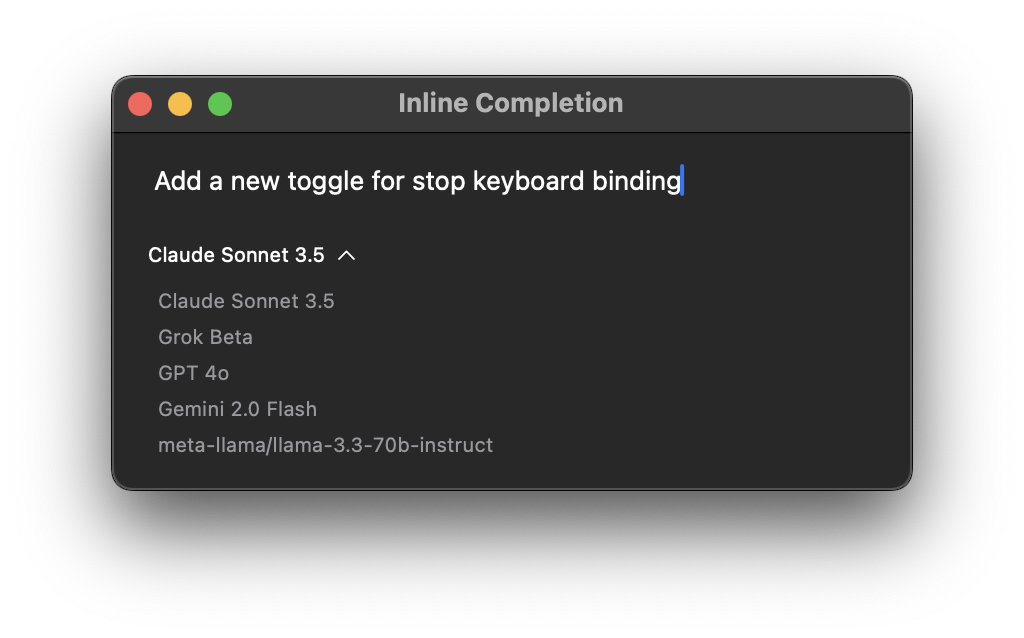 Inline Completion
Add a new toggle for stop keyboard binding
Claude Sonnet 3.5
Claude Sonnet 3.5
Grok Beta
GPT 4o
Gemini 2.0 Flash
meta-llama/llama-3.3-70b-instruct